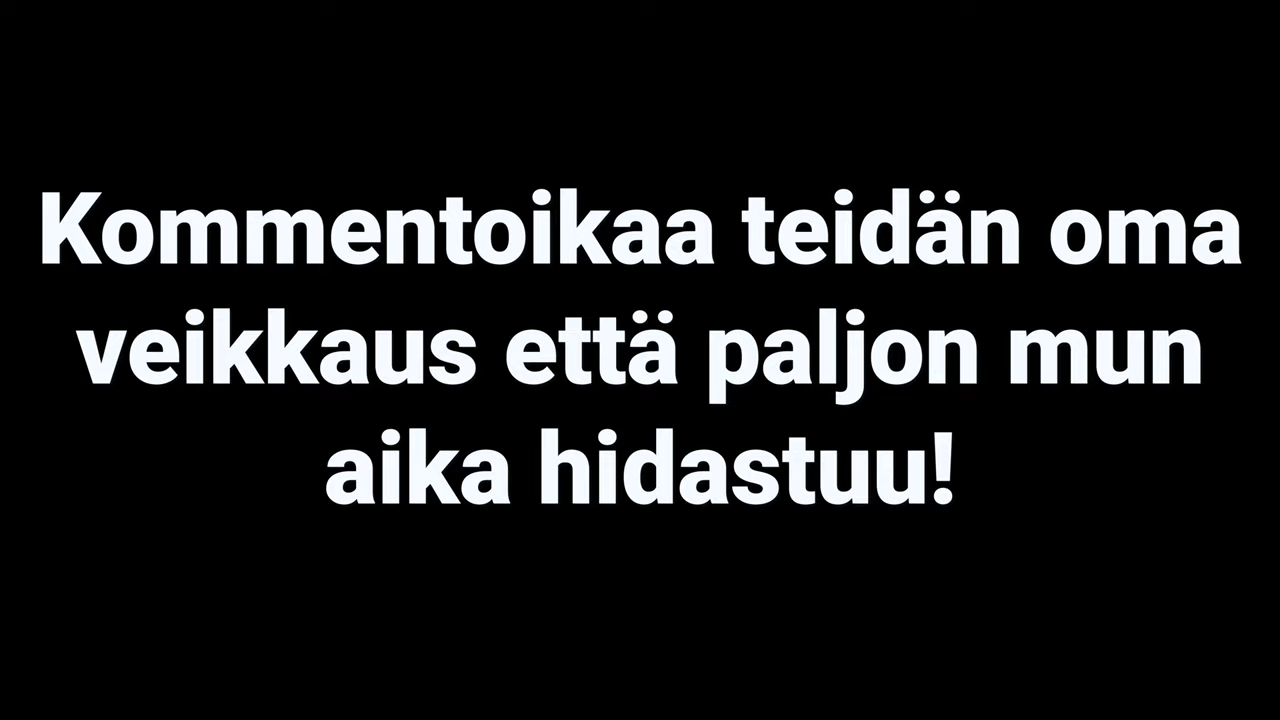 Kommentoikaa teidän oma
veikkaus että paljon mun
aika hidastuu!